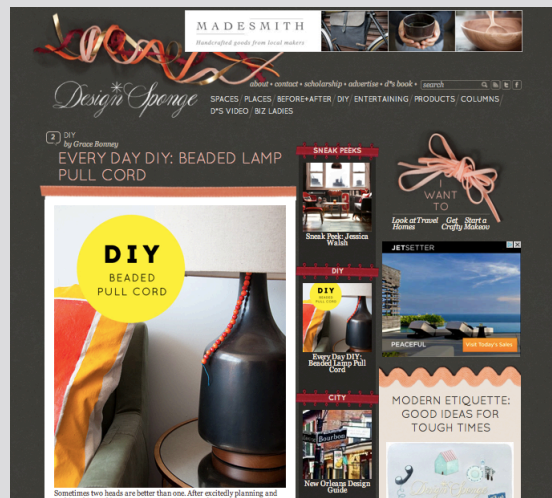 MADESMITH
Handcrafted goods from local makers
about • contact • scholarship • advertise • d*s book •
search
Design*Sponge
SPACES / PLACES / BEFORE+AFTER / DIY / ENTERTAINING / PRODUCTS / COLUMNS /
D*S VIDEO / BIZ LADIES
2
DIY
by Grace Bonney
EVERY DAY DIY: BEADED LAMP
PULL CORD
DIY
BEADED
PULL CORD
Sometimes two heads are better than one. After excitedly planning and
SNEAK PEEKS
Sneak Peek: Jessica
Walsh
DIY
DIY
BEADED
PULL CORD
Every Day DIY:
Beaded Lamp Pull
Cord
CITY
Bourbon
New Orleans Design
Guide
I
WANT
TO
Look at Travel Get Start a
Homes Crafty Makeov
JETSETTER
PEACEFUL
Visit Today's Sales
MODERN ETIQUETTE:
GOOD IDEAS FOR
TOUGH TIMES